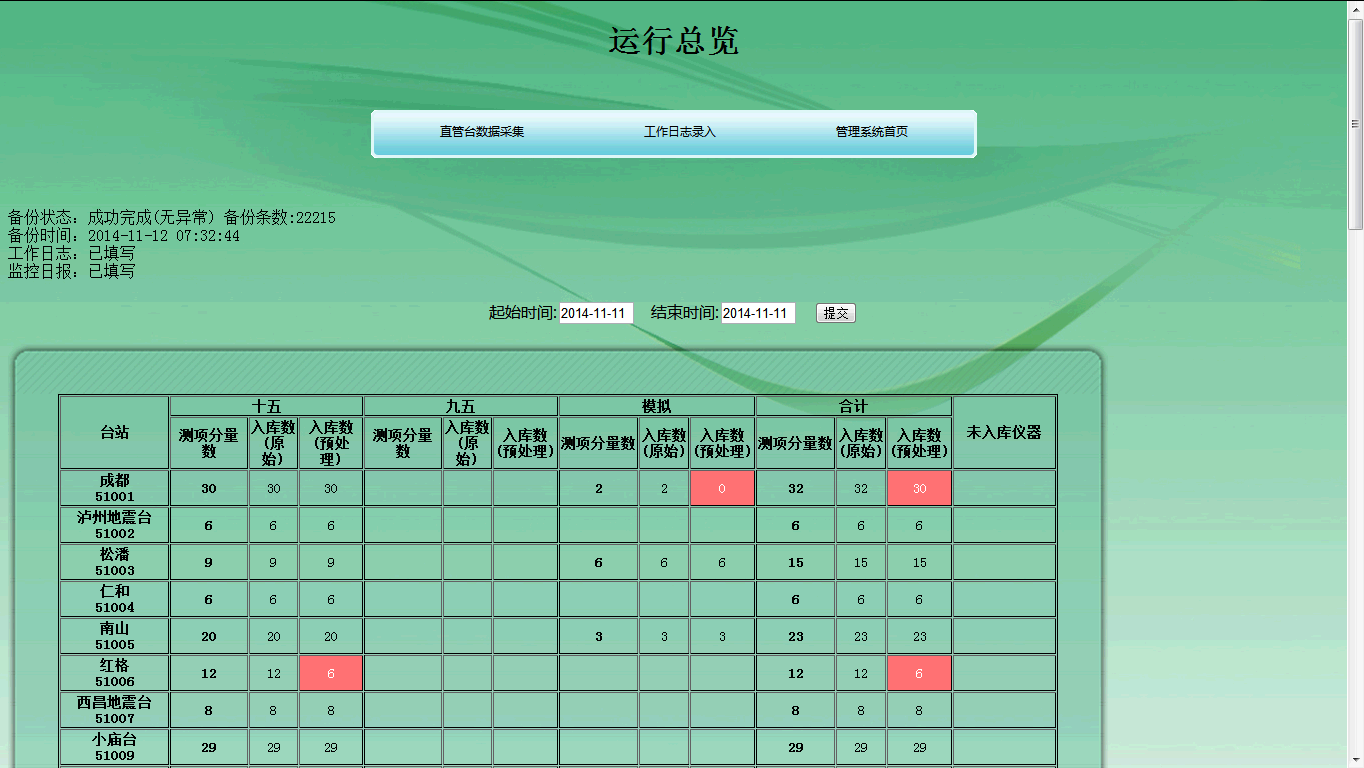 运行总览
直管台数据采集 工作日志录入 管理系统首页
备份状态：成功完成(无异常) 备份条数:22215
备份时间：2014-11-12 07:32:44
工作日志：已填写
监控日报：已填写
起始时间: 2014-11-11 结束时间: 2014-11-11 提交
台站 十五 九五 模拟 合计 未入库仪器
测项分量数 入库数(原始) 入库数(预处理) 测项分量数 入库数(原始) 入库数(预处理) 测项分量数 入库数(原始) 入库数(预处理) 测项分量数 入库数(原始) 入库数(预处理)
成都 51001 30 30 30 2 2 0 32 32 30
泸州地震台 51002 6 6 6 6 6 6
松潘 51003 9 9 9 6 6 6 15 15 15
仁和 51004 6 6 6 6 6 6
南山 51005 20 20 20 3 3 3 23 23 23
红格 51006 12 12 6 12 12 6
西昌地震台 51007 8 8 8 8 8 8
小庙台 51009 29 29 29 29 29 29